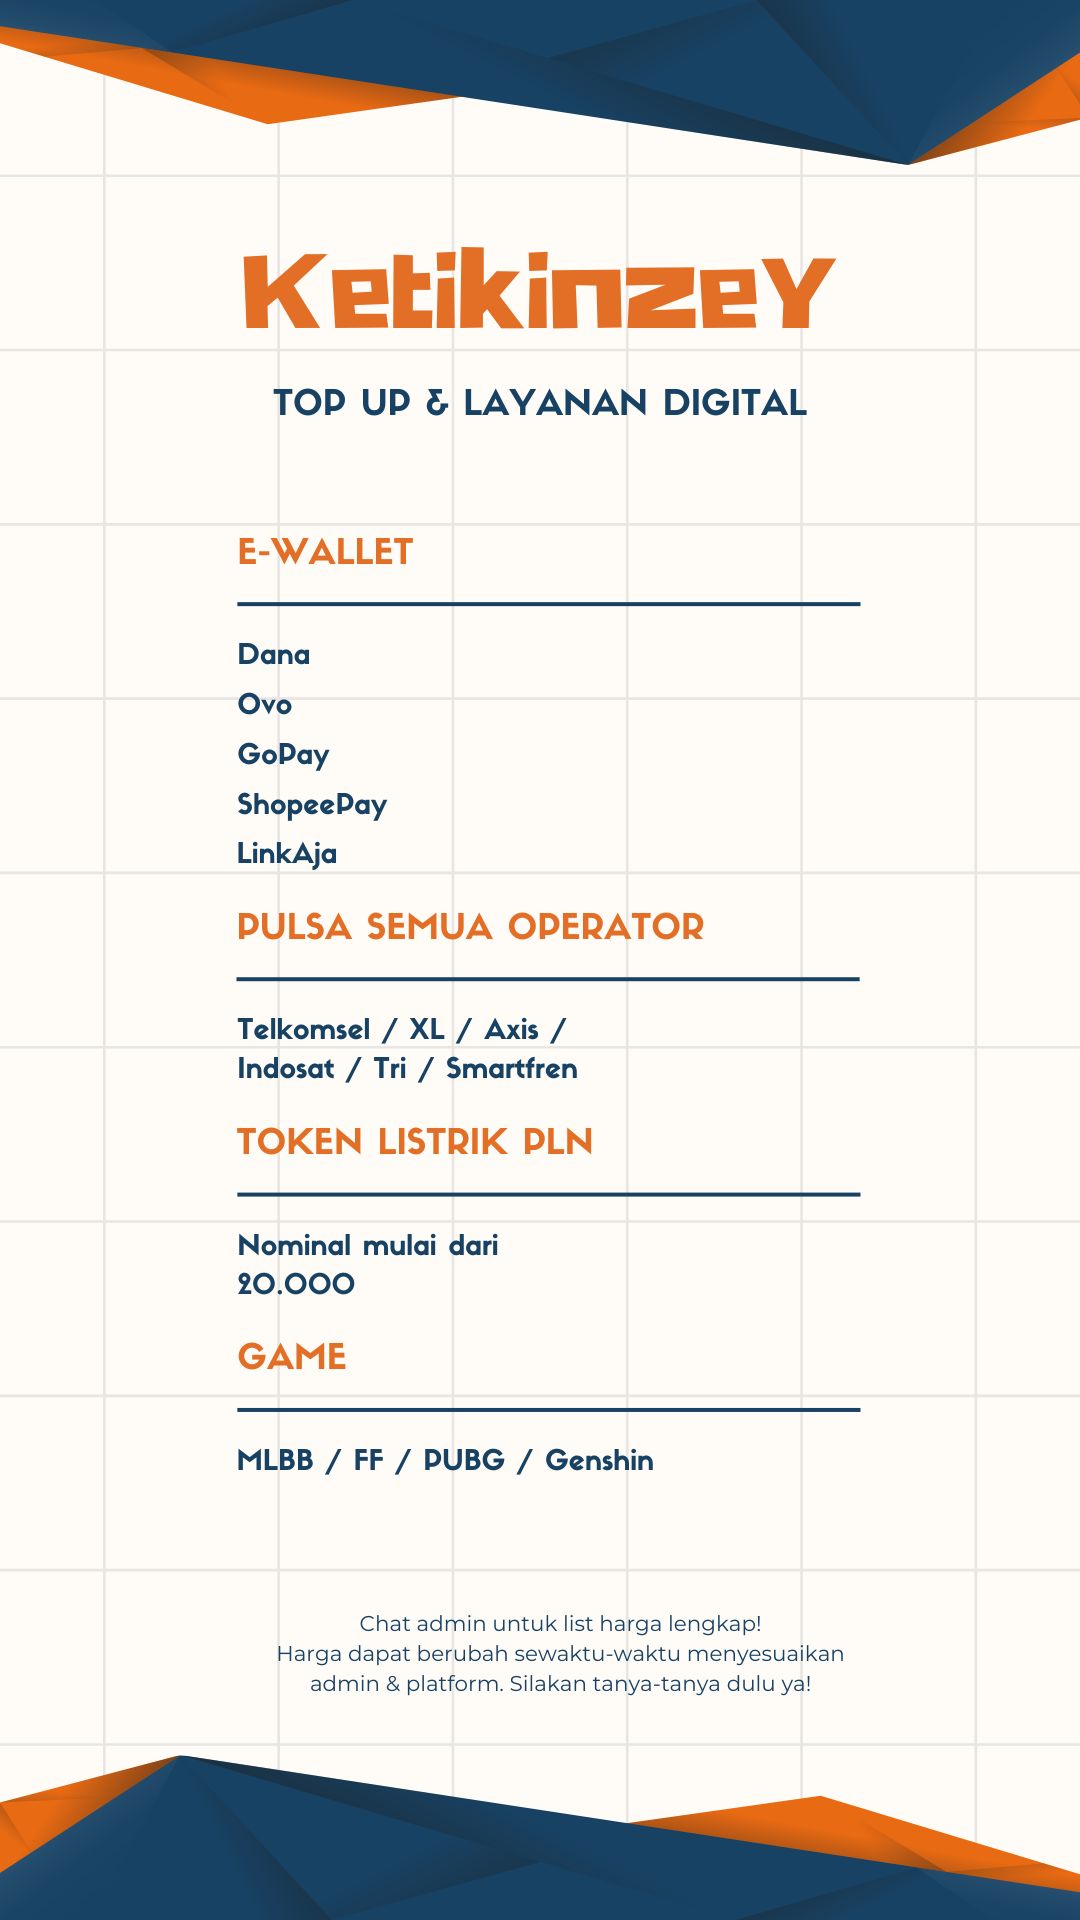 KetikinzeY
TOP UP & LAYANAN DIGITAL
E-WALLET
Dana
Ovo
GoPay
ShopeePay
LinkAja
PULSA SEMUA OPERATOR
Telkomsel / XL / Axis /
Indosat / Tri / Smartfren
TOKEN LISTRIK PLN
Nominal mulai dari
20.000
GAME
MLBB / FF / PUBG / Genshin
Chat admin untuk list harga lengkap!
Harga dapat berubah sewaktu-waktu menyesuaikan
admin & platform. Silakan tanya-tanya dulu ya!